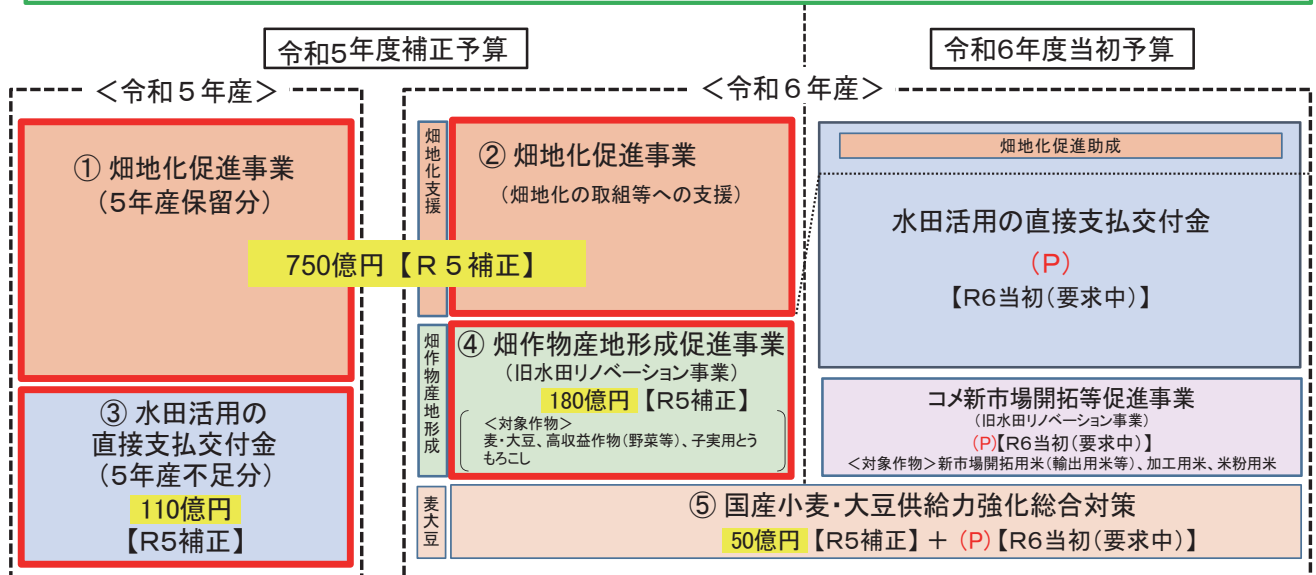 令和5年度補正予算
令和6年度当初予算
＜令和５年産＞
＜令和６年産＞
① 畑地化促進事業
（5年産保留分）
畑地化支援
② 畑地化促進事業
（畑地化の取組等への支援）
750億円【Ｒ５補正】
畑地化促進助成
水田活用の直接支払交付金
（P）
【R6当初（要求中）】
③ 水田活用の
直接支払交付金
（5年産不足分）
110億円
【R5補正】
畑作物産地形成
④ 畑作物産地形成促進事業
（旧水田リノベーション事業）
180億円【R5補正】
＜対象作物＞
麦・大豆、高収益作物（野菜等）、子実用とう
もろこし
コメ新市場開拓等促進事業
（旧水田リノベーション事業）
（P）【R6当初（要求中）】
＜対象作物＞新市場開拓用米（輸出用米等）、加工用米、米粉用米
麦大豆
⑤ 国産小麦・大豆供給力強化総合対策
50億円【R5補正】＋（P）【R6当初（要求中）】